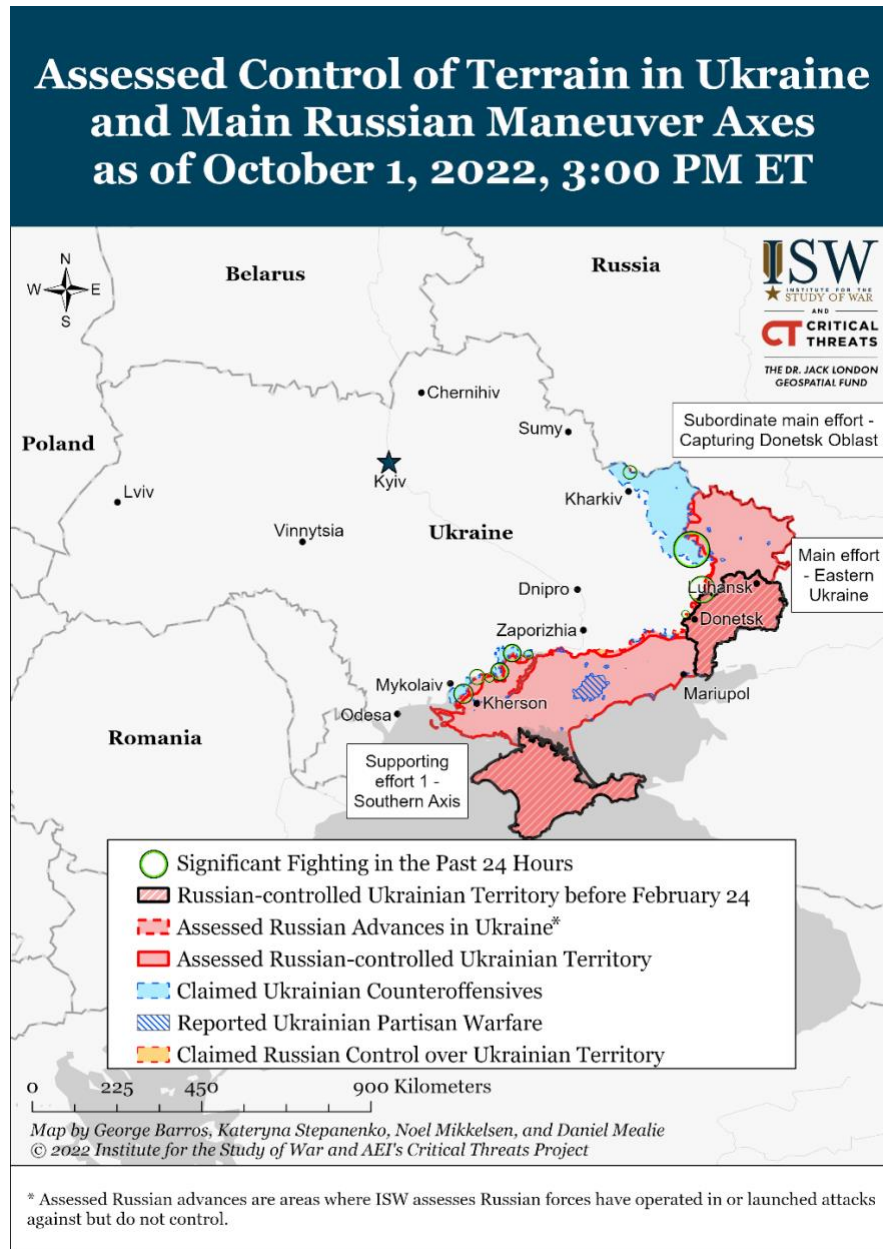 Assessed Control of Terrain in Ukraine
and Main Russian Maneuver Axes
as of October 1, 2022, 3:00 PM ET
N
W
E
S
Belarus
Russia
ISW
INSTITUTE FOR THE
STUDY OF WAR
AND
CT CRITICAL
THREATS
THE DR. JACK LONDON
GEOSPATIAL FUND
Chernihiv
Subordinate main effort -
Capturing Donetsk Oblast
Sumy
Poland
Kyiv
Lviv
Kharkiv
Vinnytsia
Ukraine
Main effort
- Eastern
Ukraine
Dnipro
Luhansk
Donetsk
Zaporizhia
Mykolaiv
Mariupol
Kherson
Odesa
Romania
Supporting
effort 1 -
Southern Axis
Significant Fighting in the Past 24 Hours
Russian-controlled Ukrainian Territory before February 24
Assessed Russian Advances in Ukraine*
Assessed Russian-controlled Ukrainian Territory
Claimed Ukrainian Counteroffensives
Reported Ukrainian Partisan Warfare
Claimed Russian Control over Ukrainian Territory
0 225 450 900 Kilometers
Map by George Barros, Kateryna Stepanenko, Noel Mikkelsen, and Daniel Mealie
© 2022 Institute for the Study of War and AEI's Critical Threats Project
* Assessed Russian advances are areas where ISW assesses Russian forces have operated in or launched attacks
against but do not control.